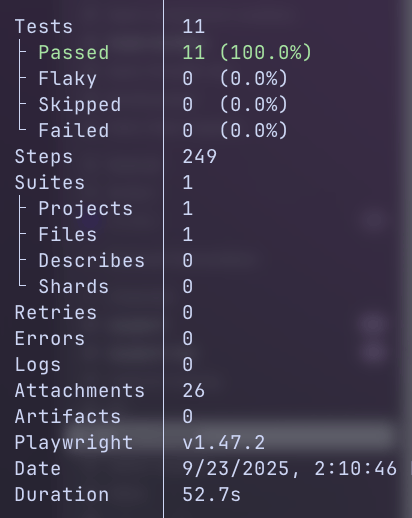 Tests 11
Passed 11 (100.0%)
Flaky 0 (0.0%)
Skipped 0 (0.0%)
Failed 0 (0.0%)
Steps 249
Suites 1
Projects 1
Files 1
Describes 0
Shards 0
Retries 0
Errors 0
Logs 0
Attachments 26
Artifacts 0
Playwright v1.47.2
Date 9/23/2025, 2:10:46
Duration 52.7s